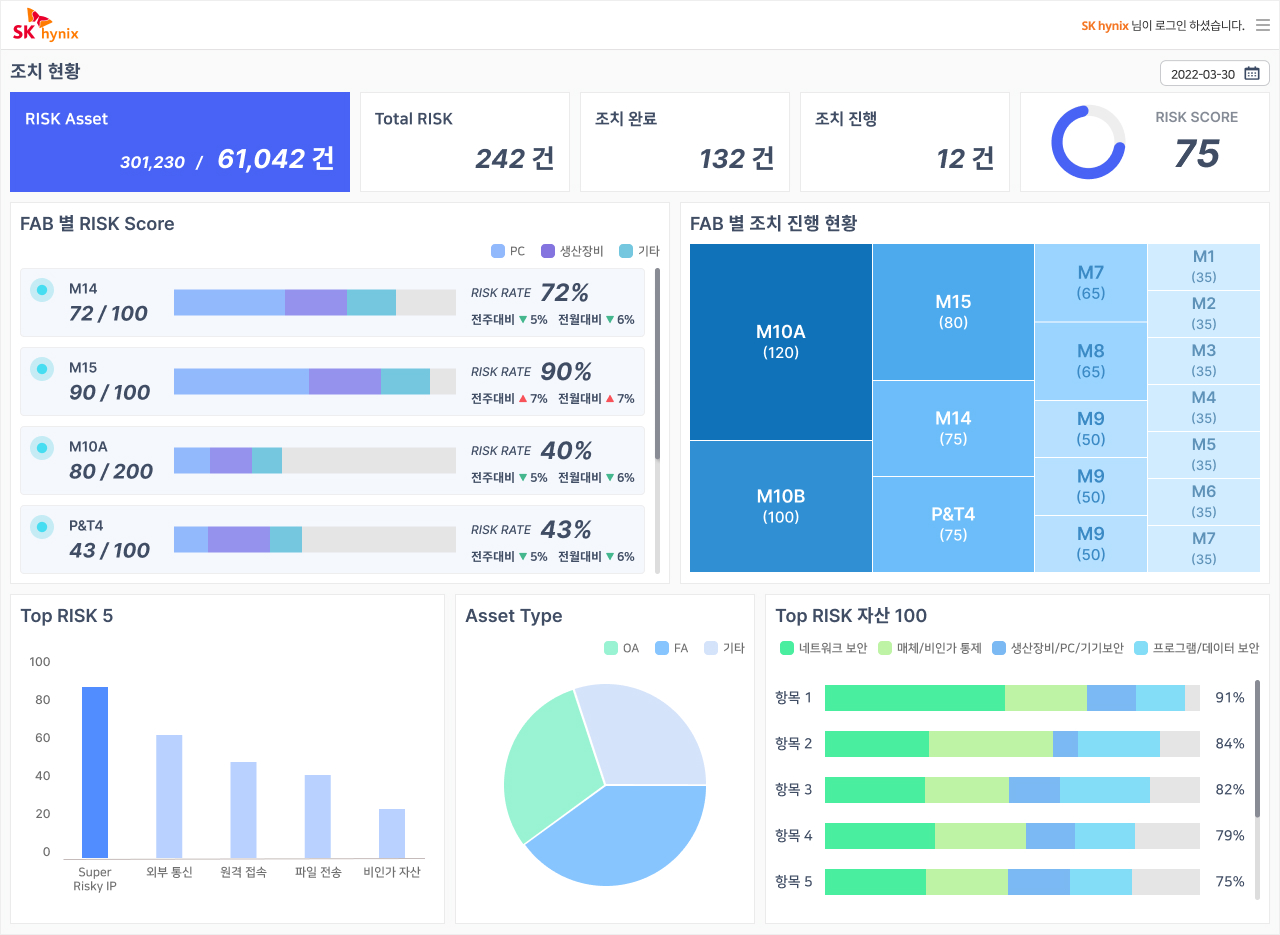 SK hynix
SK hynix 님이 로그인 하셨습니다.
조치 현황
2022-03-30
RISK Asset
301,230 / 61,042 건
Total RISK
242 건
조치 완료
132 건
조치 진행
12 건
RISK SCORE
75
FAB 별 RISK Score
PC 생산장비 기타
M14
72 / 100
RISK RATE 72%
전주대비 ▼ 5% 전월대비 ▼ 6%
M15
90 / 100
RISK RATE 90%
전주대비 ▲ 7% 전월대비 ▲ 7%
M10A
80 / 200
RISK RATE 40%
전주대비 ▼ 5% 전월대비 ▼ 6%
P&T4
43 / 100
RISK RATE 43%
전주대비 ▼ 5% 전월대비 ▼ 6%
FAB 별 조치 진행 현황
M10A
(120)
M10B
(100)
M15
(80)
M14
(75)
P&T4
(75)
M7
(65)
M8
(65)
M9
(50)
M9
(50)
M9
(50)
M1
(35)
M2
(35)
M3
(35)
M4
(35)
M5
(35)
M6
(35)
M7
(35)
Top RISK 5
100
80
60
40
20
0
Super
Risky IP
외부 통신
원격 접속
파일 전송
비인가 자산
Asset Type
OA FA 기타
Top RISK 자산 100
네트워크 보안 매체/비인가 통제 생산장비/PC/기기보안 프로그램/데이터 보안
항목 1 91%
항목 2 84%
항목 3 82%
항목 4 79%
항목 5 75%